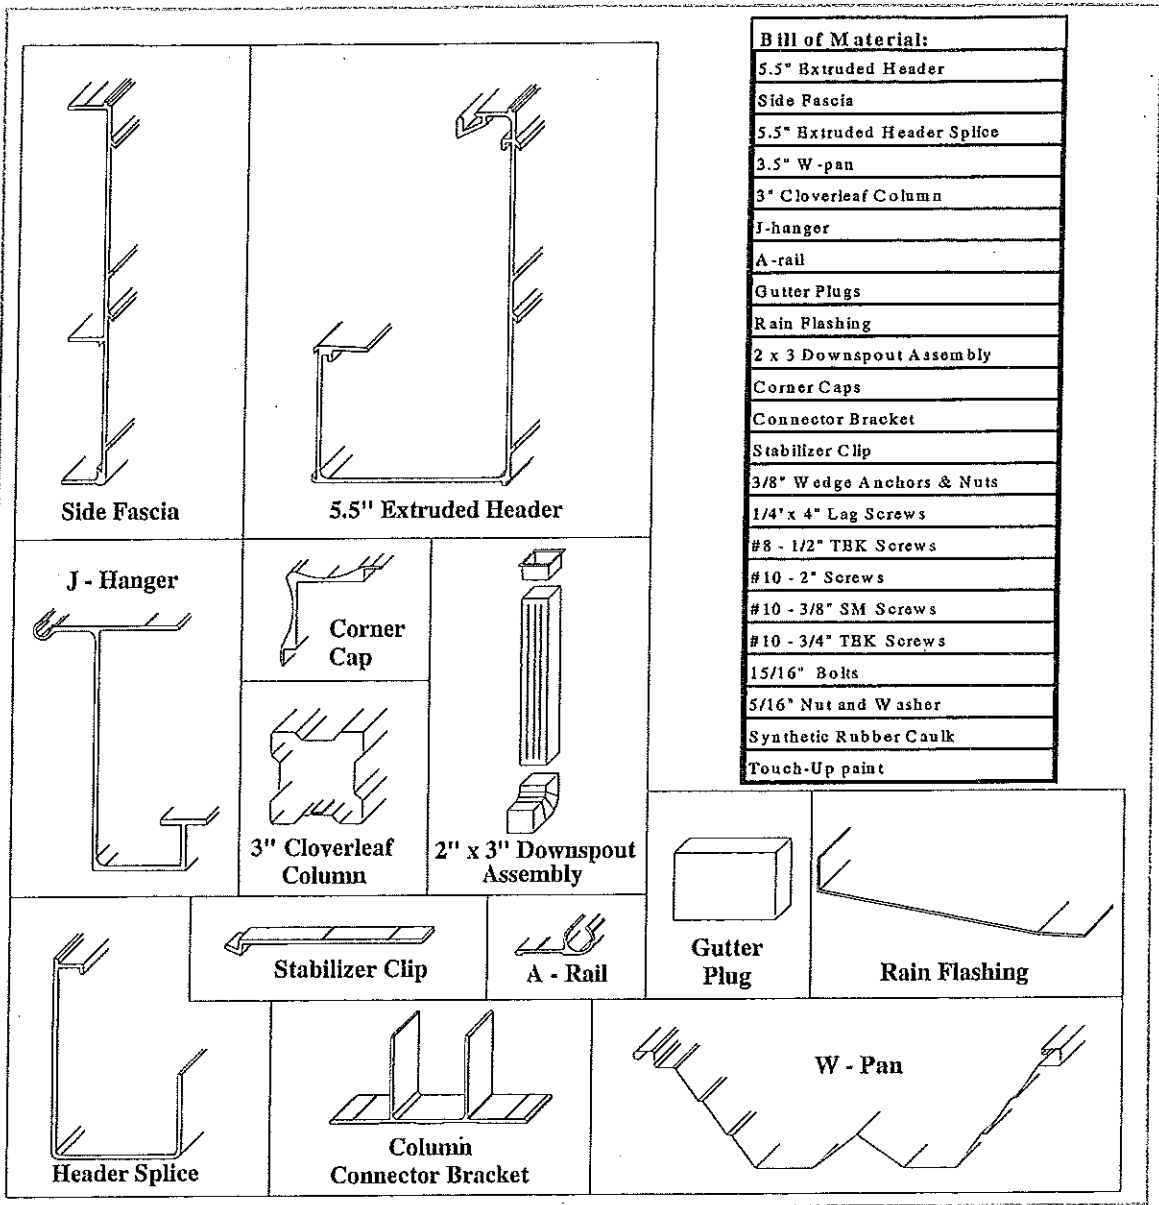 Bill of Material:
5.5" Extruded Header
Side Fascia
5.5" Extruded Header Splice
3.5" W-pan
3" Cloverleaf Column
J-hanger
A-rail
Gutter Plugs
Rain Flashing
2 x 3 Downspout Assembly
Corner Caps
Connector Bracket
Stabilizer Clip
3/8" Wedge Anchors & Nuts
1/4"x 4" Lag Screws
#8 - 1/2" TEK Screws
#10 - 2" Screws
#10 - 3/8" SM Screws
#10 - 3/4" TEK Screws
15/16" Bolts
5/16" Nut and Washer
Synthetic Rubber Caulk
Touch-Up paint
Side Fascia
5.5" Extruded Header
J - Hanger
Corner
Cap
3" Cloverleaf
Column
2" x 3" Downspout
Assembly
Gutter
Plug
Rain Flashing
Stabilizer Clip
A - Rail
Header Splice
Column
Connector Bracket
W - Pan